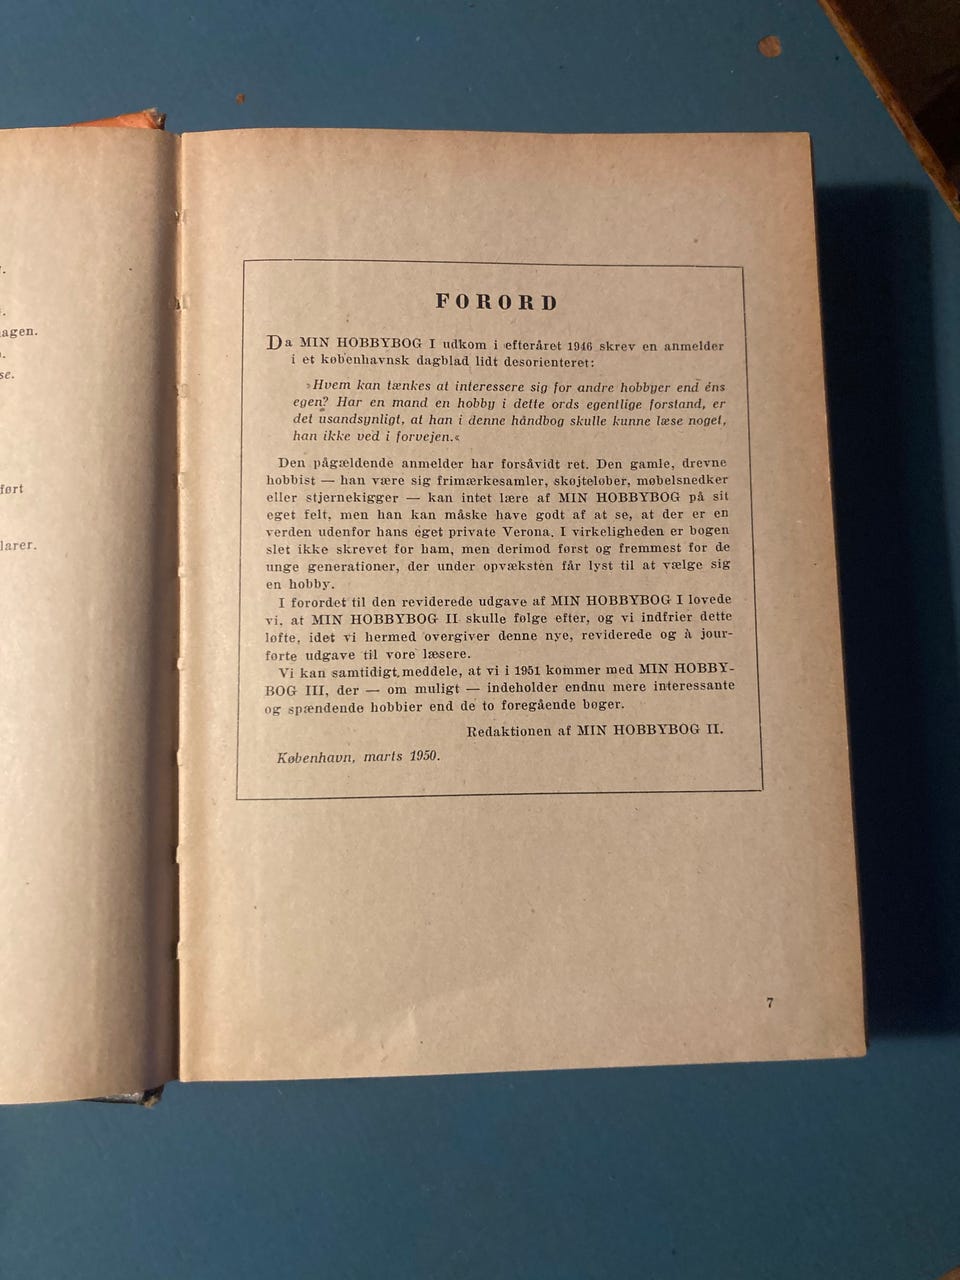 agen.
se.
ført
larer.
FORORD
Da MIN HOBBYBOG I udkom i efteråret 1946 skrev en anmelder
i et københavnsk dagblad lidt desorienteret:
»Hvem kan tænkes at interessere sig for andre hobbyer end éns
egen? Har en mand en hobby i dette ords egentlige forstand, er
det usandsynligt, at han i denne håndbog skulle kunne læse noget,
han ikke ved i forvejen.«
Den pågældende anmelder har forsåvidt ret. Den gamle, drevne
hobbist — han være sig frimærkesamler, skøjteløber, møbelsnedker
eller stjernekigger — kan intet lære af MIN HOBBYBOG på sit
eget felt, men han kan måske have godt af at se, at der er en
verden udenfor hans eget private Verona. I virkeligheden er bogen
slet ikke skrevet for ham, men derimod først og fremmest for de
unge generationer, der under opvæksten får lyst til at vælge sig
en hobby.
I forordet til den reviderede udgave af MIN HOBBYBOG I lovede
vi, at MIN HOBBYBOG II skulle følge efter, og vi indfrier dette
løfte, idet vi hermed overgiver denne nye, reviderede og à jour-
førte udgave til vore læsere.
Vi kan samtidigt meddele, at vi i 1951 kommer med MIN HOBBY-
BOG III, der — om muligt — indeholder endnu mere interessante
og spændende hobbier end de to foregående bøger.
Redaktionen af MIN HOBBYBOG II.
København, marts 1950.
7